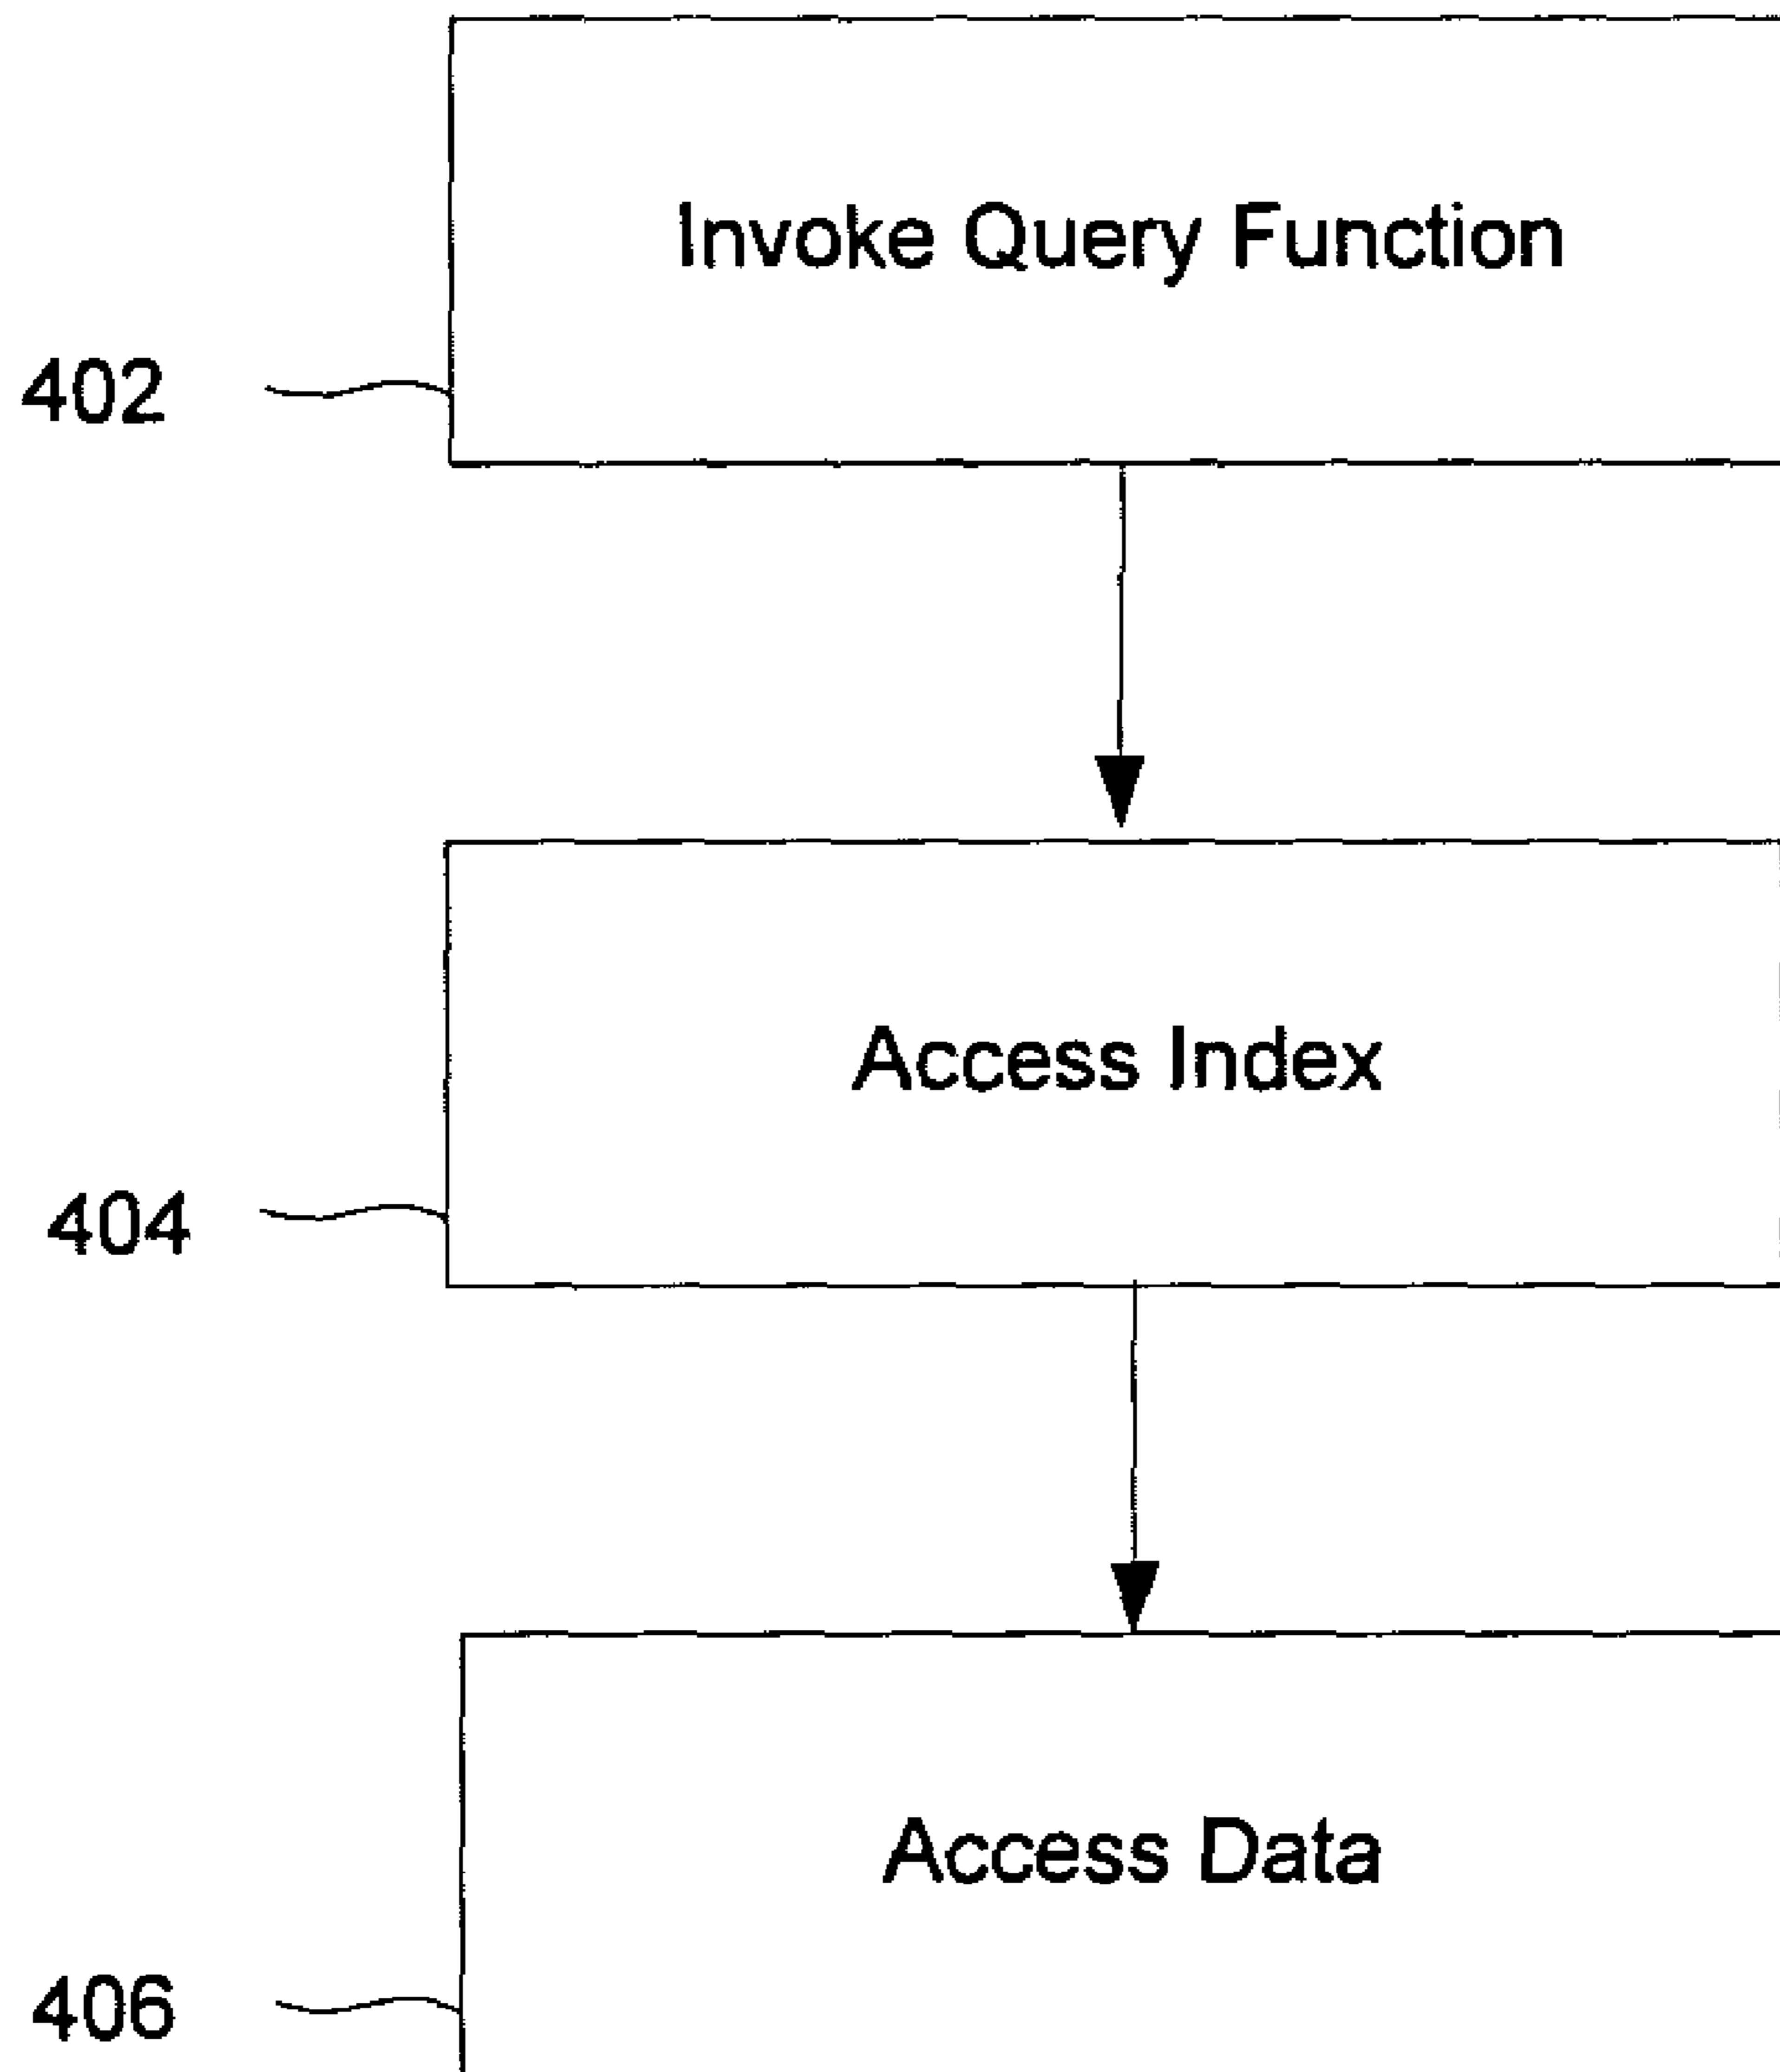 Invoke Query Function
402
Access Index
404
Access Data
406